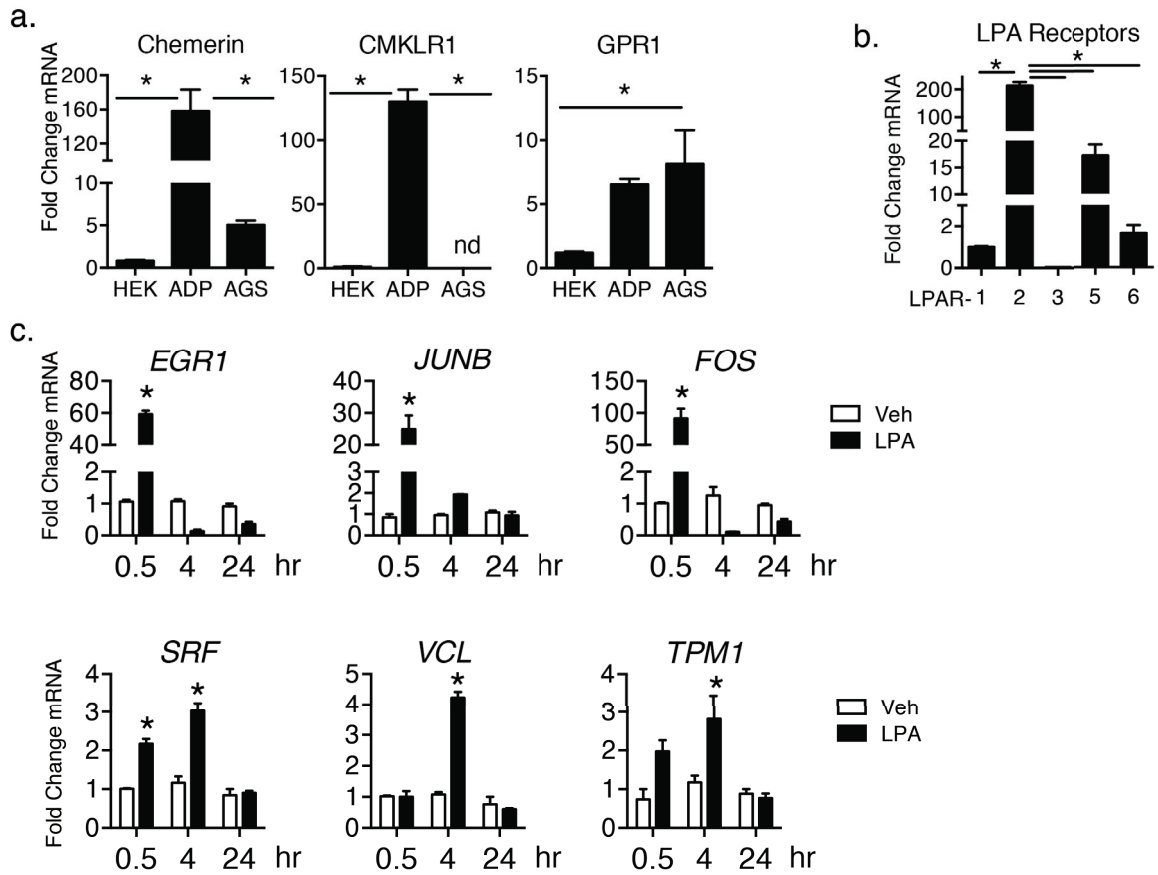 a.
Chemerin CMKLR1 GPR1
Fold Change mRNA
200 160 120 10 5 0
* *
HEK ADP AGS
150 100 50 0
* *
nd
HEK ADP AGS
15 10 5 0
*
HEK ADP AGS
b.
LPA Receptors
Fold Change mRNA
200 100 20 15 10 2 0
* *
LPAR- 1 2 3 5 6
c.
EGR1 JUNB FOS
Fold Change mRNA
80 60 40 2 1 0
*
0.5 4 24 hr
40 30 20 3 2 1 0
*
0.5 4 24 hr
150 100 50 2 1 0
*
0.5 4 24 hr
Veh
LPA
SRF VCL TPM1
Fold Change mRNA
4 3 2 1 0
* *
0.5 4 24 hr
5 4 3 2 1 0
*
0.5 4 24 hr
4 3 2 1 0
*
0.5 4 24 hr
Veh
LPA